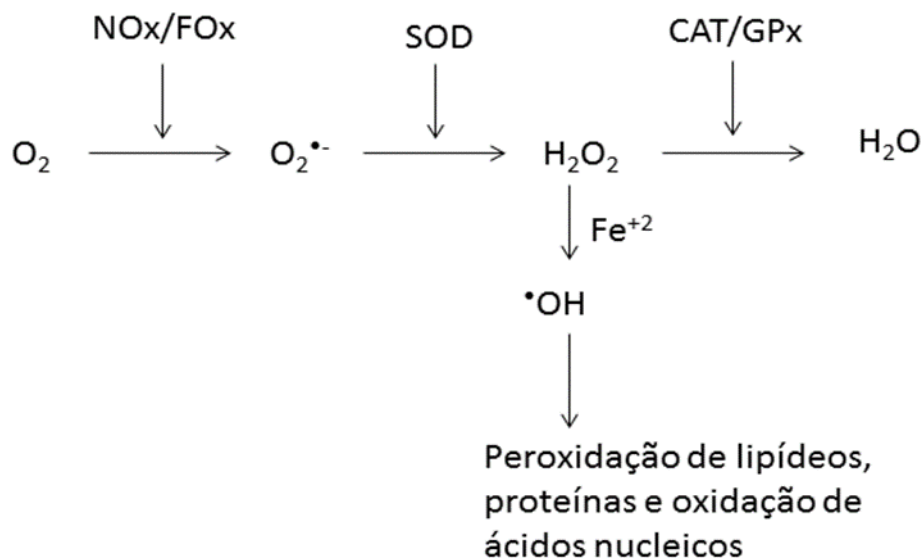 NOx/FOx SOD CAT/GPx
O₂ O₂•- H₂O₂ H₂O
Fe⁺²
•OH
Peroxidação de lipídeos,
proteínas e oxidação de
ácidos nucleicos